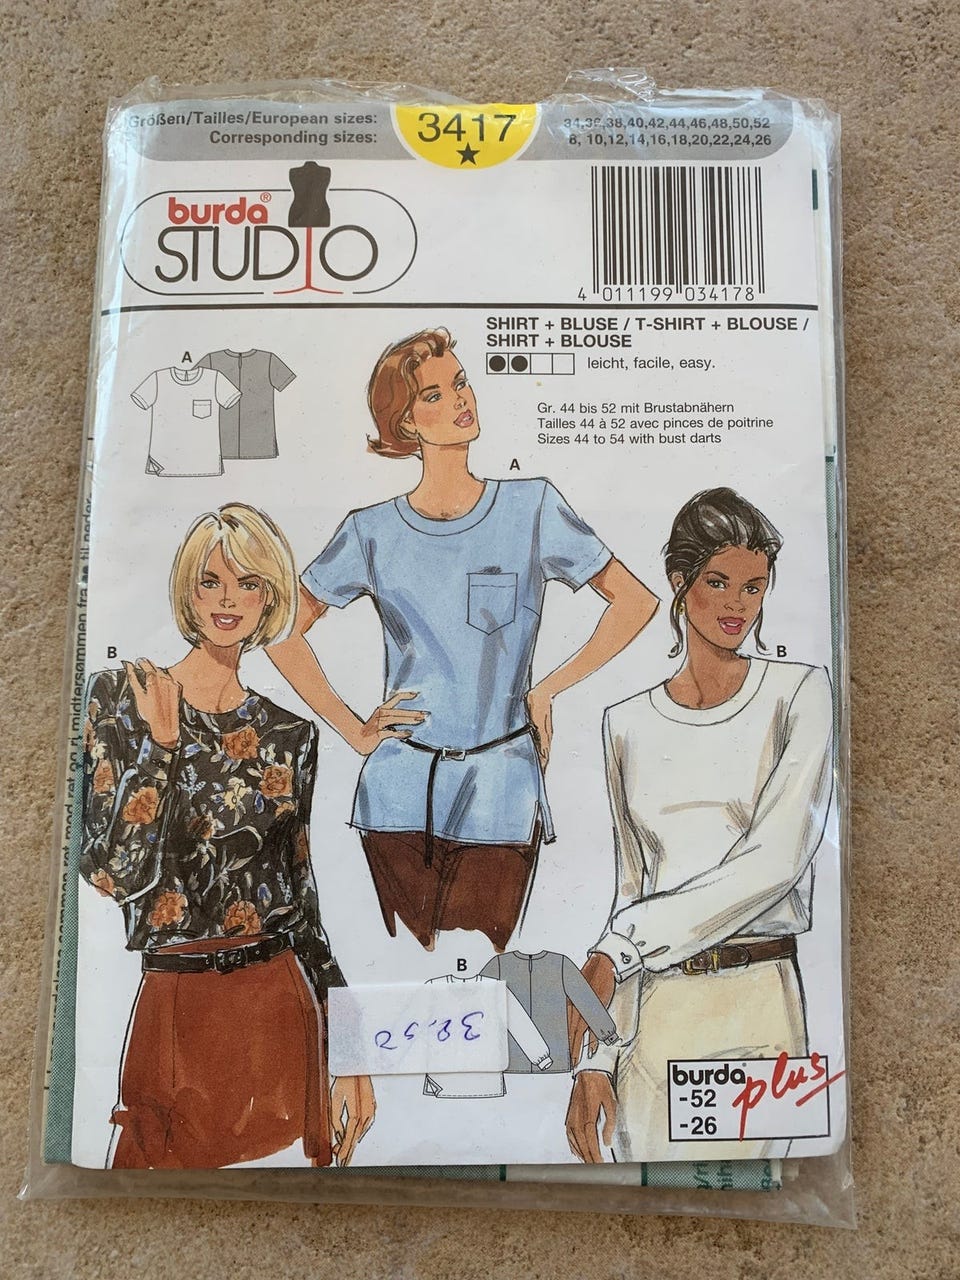 Größen/Tailles/European sizes:
34,36,38,40,42,44,46,48,50,52
Corresponding sizes:
8, 10,12,14,16,18,20,22,24,26
3417
★
burda®
STUDIO
4 011199 034178
SHIRT + BLUSE / T-SHIRT + BLOUSE /
SHIRT + BLOUSE
leicht, facile, easy.
Gr. 44 bis 52 mit Brustabnähern
Tailles 44 à 52 avec pinces de poitrine
Sizes 44 to 54 with bust darts
A
A
B
B
B
burda plus
-52
-26
midtersømmen fra